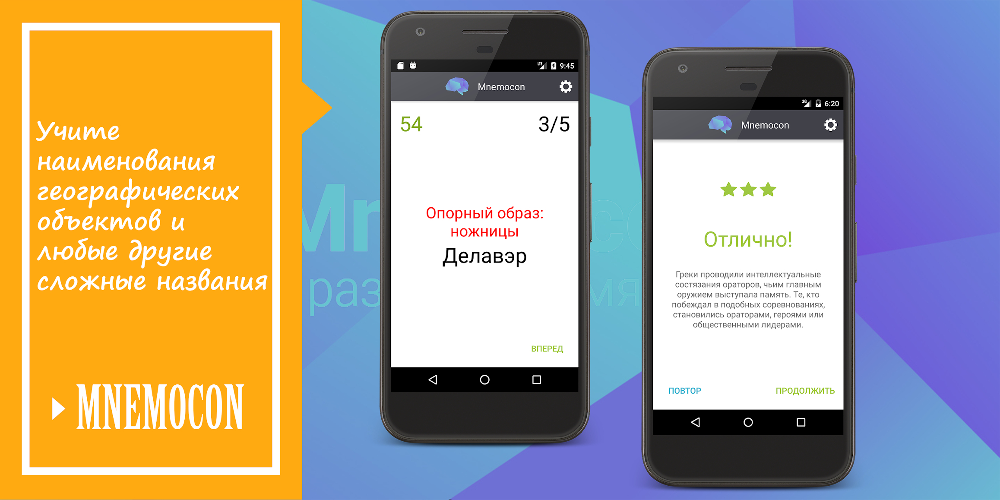 Учите
наименования
географических
объектов и
любые другие
сложные названия
MNEMOCON
LTE
9:45
Mnemocon
54
3/5
Опорный образ:
ножницы
Делавэр
ВПЕРЕД
3G
6:20
Mnemocon
Отлично!
Греки проводили интеллектуальные
состязания ораторов, чьим главным
оружием выступала память. Те, кто
побеждал в подобных соревнованиях,
становились ораторами, героями или
общественными лидерами.
ПОВТОР
ПРОДОЛЖИТЬ